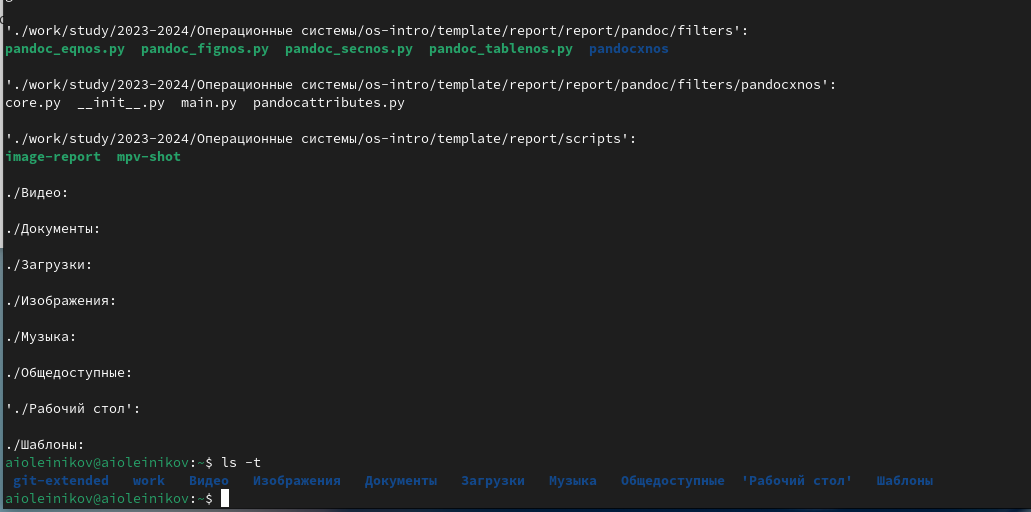 './work/study/2023-2024/Операционные системы/os-intro/template/report/report/pandoc/filters':
pandoc_eqnos.py  pandoc_fignos.py  pandoc_secnos.py  pandoc_tablenos.py  pandocxnos
'./work/study/2023-2024/Операционные системы/os-intro/template/report/report/pandoc/filters/pandocxnos':
core.py  __init__.py  main.py  pandocattributes.py
'./work/study/2023-2024/Операционные системы/os-intro/template/report/scripts':
image-report  mpv-shot
./Видео:
./Документы:
./Загрузки:
./Изображения:
./Музыка:
./Общедоступные:
'./Рабочий стол':
./Шаблоны:
aioleinikov@aioleinikov:~$ ls -t
git-extended  work  Видео  Изображения  Документы  Загрузки  Музыка  Общедоступные  'Рабочий стол'  Шаблоны
aioleinikov@aioleinikov:~$